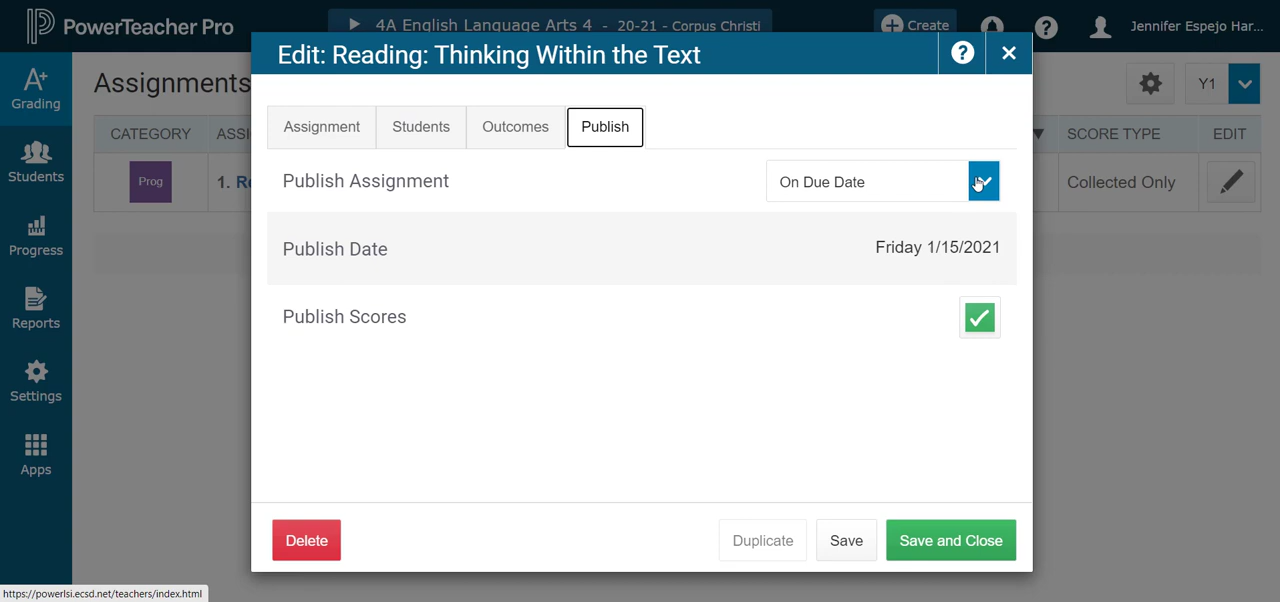 PowerTeacher Pro
4A English Language Arts 4 - 20-21 - Corpus Christi
Create
?
Jennifer Espejo Har...
A+
Grading
Students
Progress
Reports
Settings
Apps
Assignments
Y1
CATEGORY
ASSI
SCORE TYPE
EDIT
Prog
1. Re
Collected Only
Edit: Reading: Thinking Within the Text
?
Assignment
Students
Outcomes
Publish
Publish Assignment
On Due Date
Publish Date
Friday 1/15/2021
Publish Scores
Delete
Duplicate
Save
Save and Close
https://powerlsi.ecsd.net/teachers/index.html